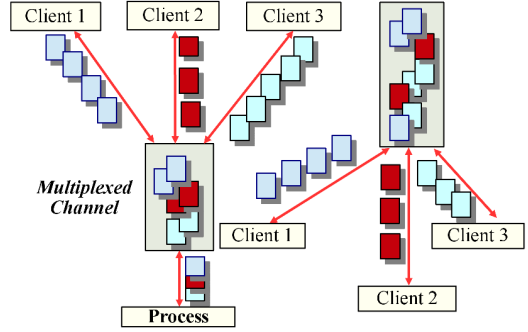 Client 1
Client 2
Client 3
Multiplexed
Channel
Client 1
Client 3
Client 2
Process